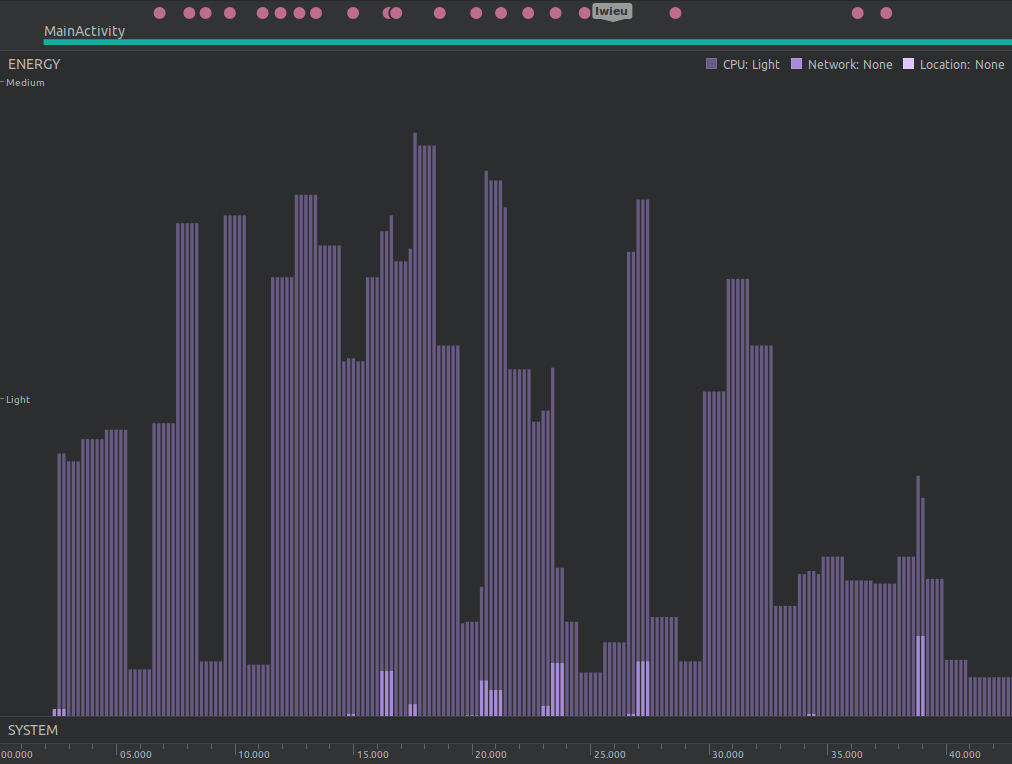 lwieu
MainActivity
ENERGY
CPU: Light Network: None Location: None
Medium
Light
SYSTEM
00.000 05.000 10.000 15.000 20.000 25.000 30.000 35.000 40.000